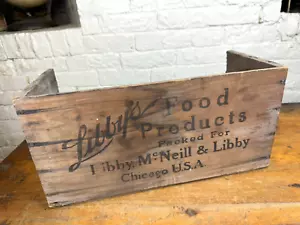 Libby's Food
Products
Packed For
Libby, McNeill & Libby
Chicago U.S.A.